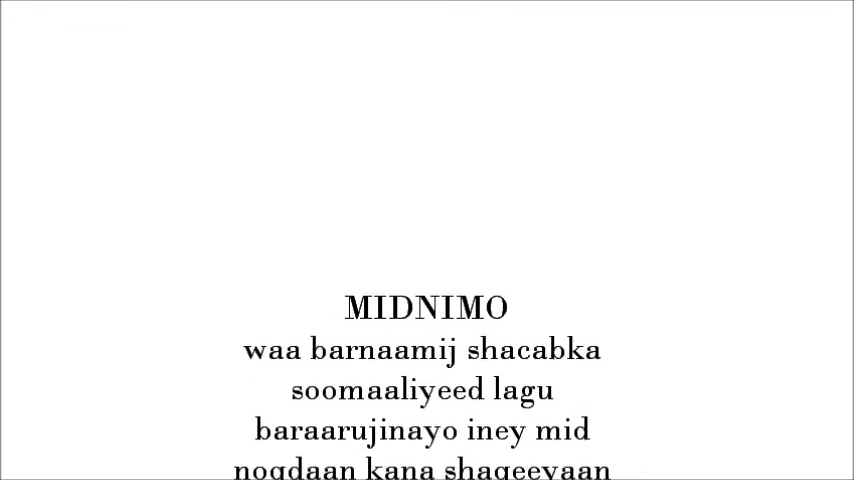 MIDNIMO
waa barnaamij shacabka
soomaaliyeed lagu
baraarujinayo iney mid
noqdaan kana shaqeeyaan